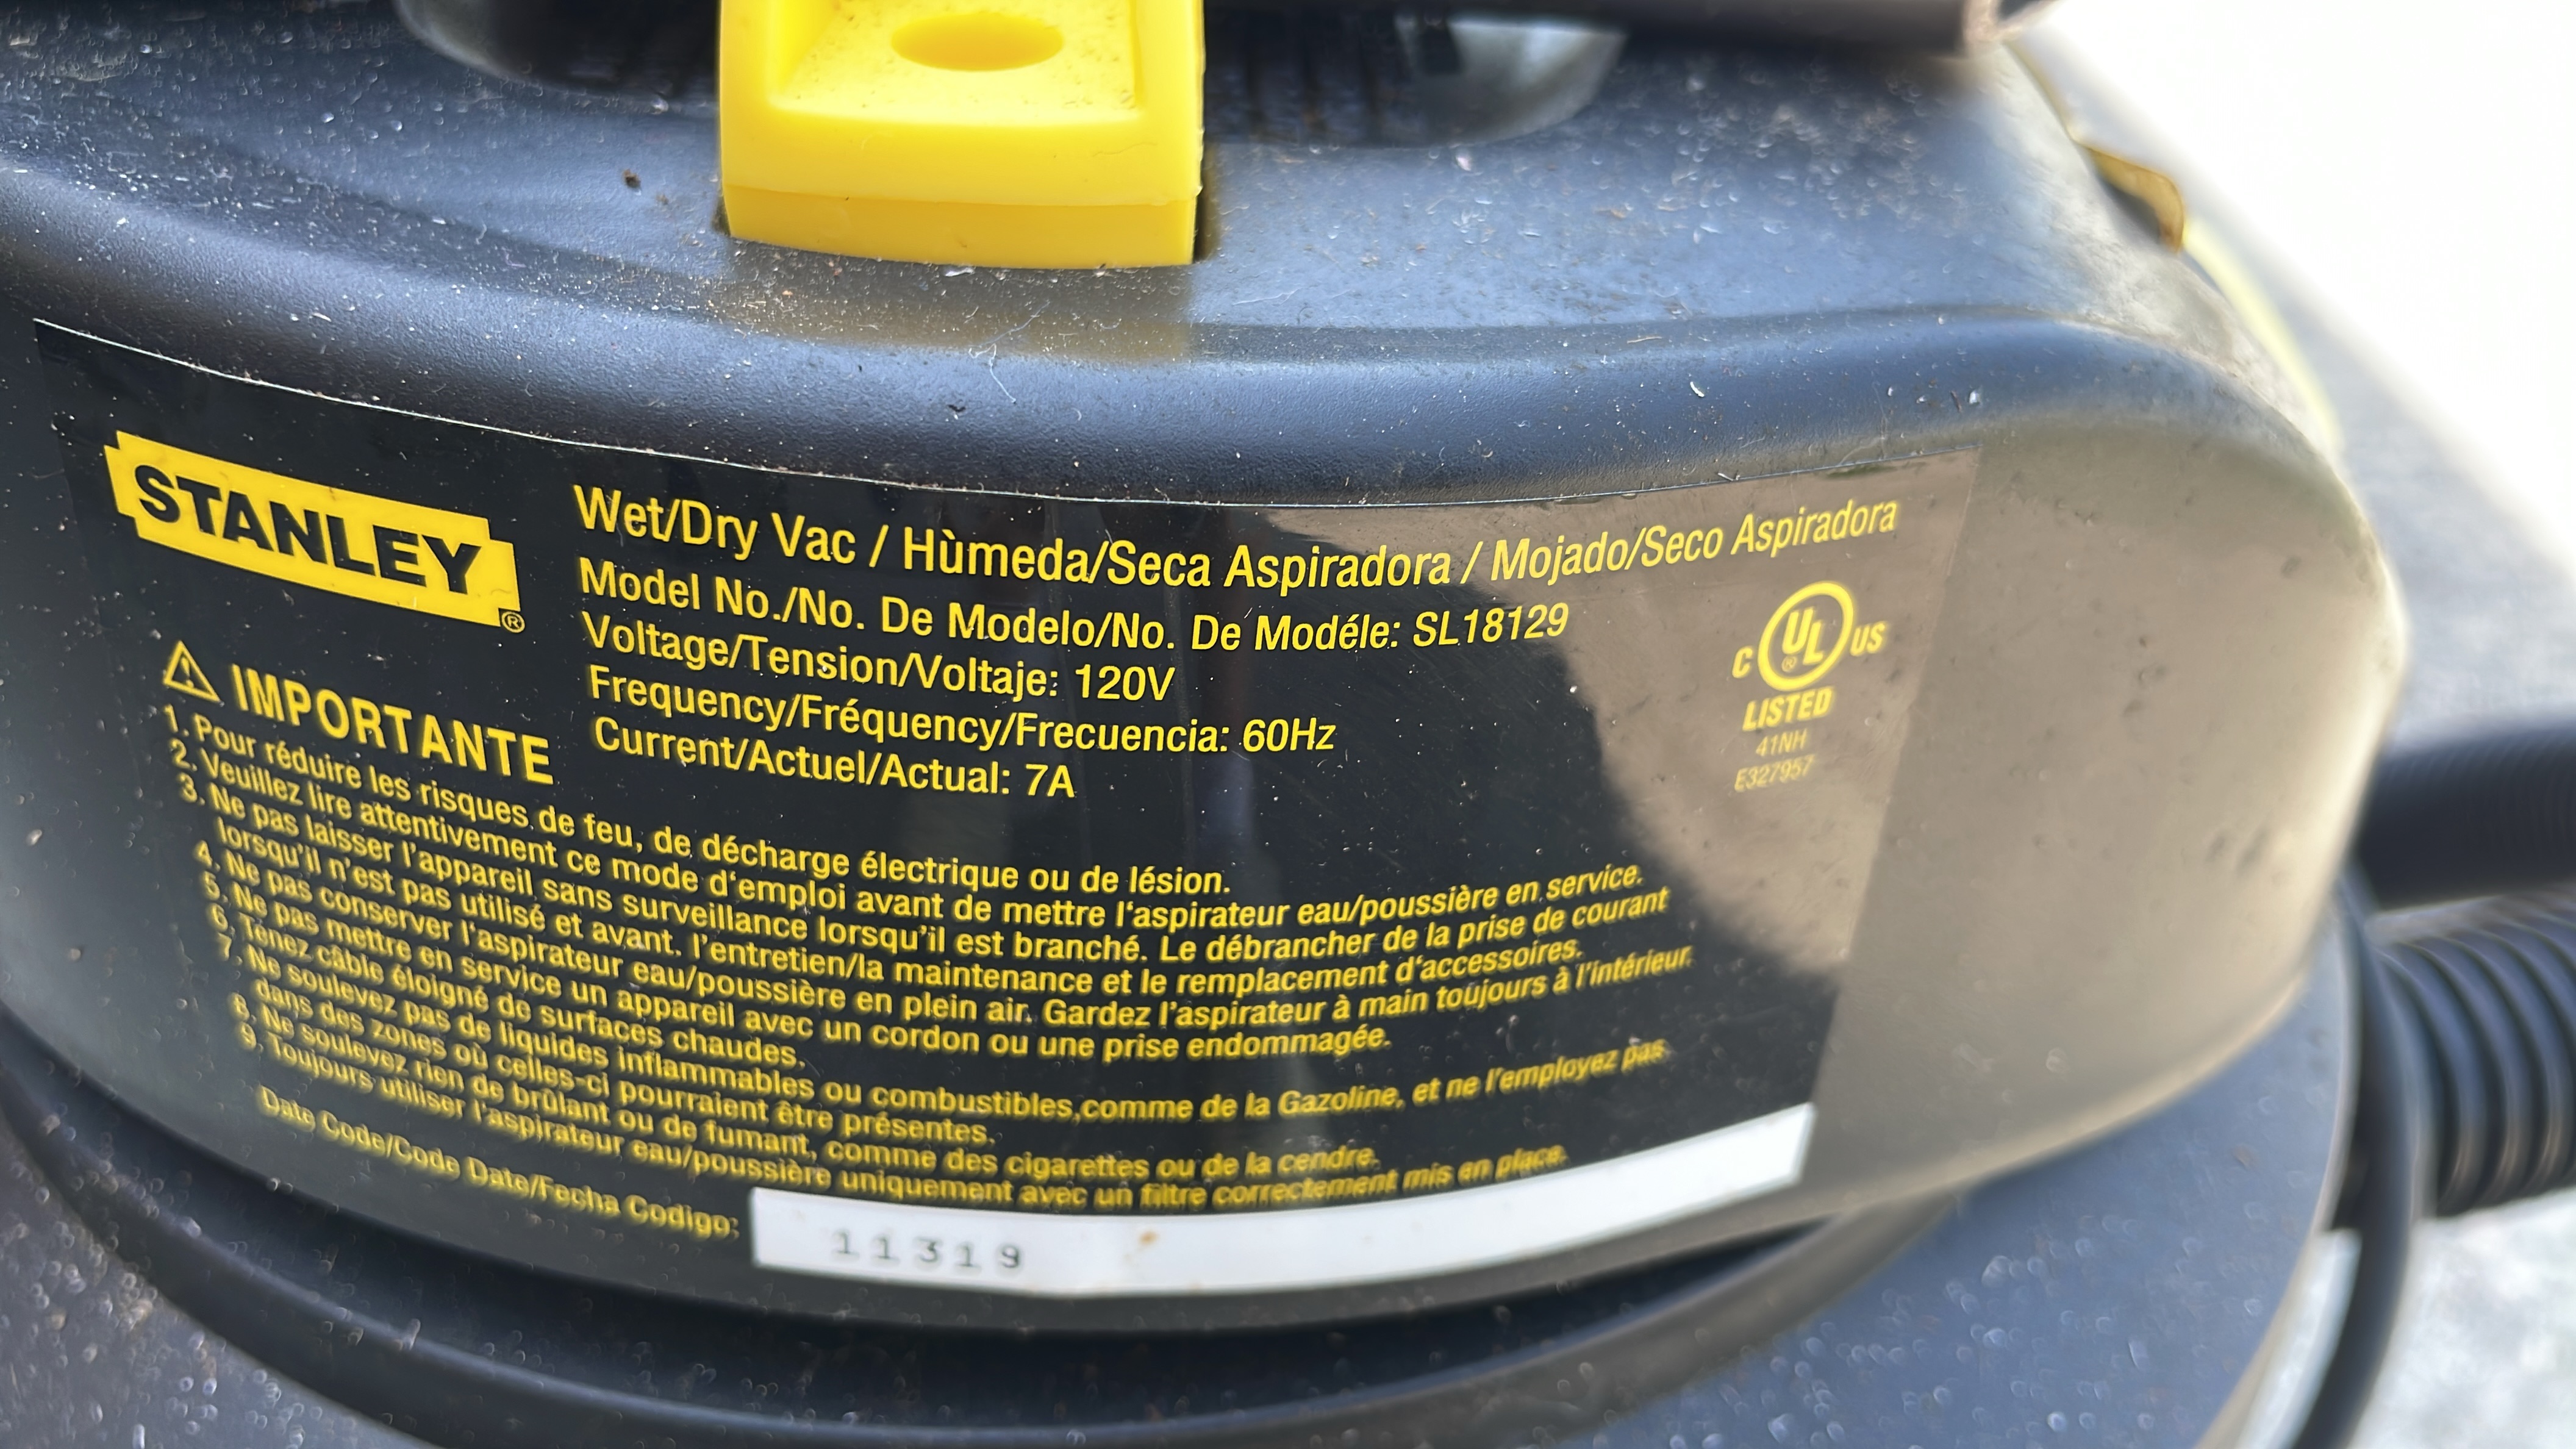 STANLEY®
Wet/Dry Vac / Hùmeda/Seca Aspiradora / Mojado/Seco Aspiradora
Model No./No. De Modelo/No. De Modéle: SL18129
Voltage/Tension/Voltaje: 120V
Frequency/Fréquency/Frecuencia: 60Hz
Current/Actuel/Actual: 7A
C UL® US
LISTED
41NH
E327957
IMPORTANTE
1. Pour réduire les risques de feu, de décharge électrique ou de lésion.
2. Veuillez lire attentivement ce mode d'emploi avant de mettre l'aspirateur eau/poussière en service.
3. Ne pas laisser l'appareil sans surveillance lorsqu'il est branché. Le débrancher de la prise de courant
lorsqu'il n'est pas utilisé et avant. l'entretien/la maintenance et le remplacement d'accessoires.
4. Ne pas conserver l'aspirateur eau/poussière en plein air. Gardez l'aspirateur à main toujours à l'intérieur.
5. Ne pas mettre en service un appareil avec un cordon ou une prise endommagée.
6. Tenez câble éloigné de surfaces chaudes.
7. Ne soulevez pas de liquides inflammables ou combustibles,comme de la Gazoline, et ne l'employez pas
dans des zones où celles-ci pourraient être présentes.
8. Ne soulevez rien de brûlant ou de fumant, comme des cigarettes ou de la cendre.
9. Toujours utiliser l'aspirateur eau/poussière uniquement avec un filtre correctement mis en place.
Date Code/Code Date/Fecha Codigo: 11319